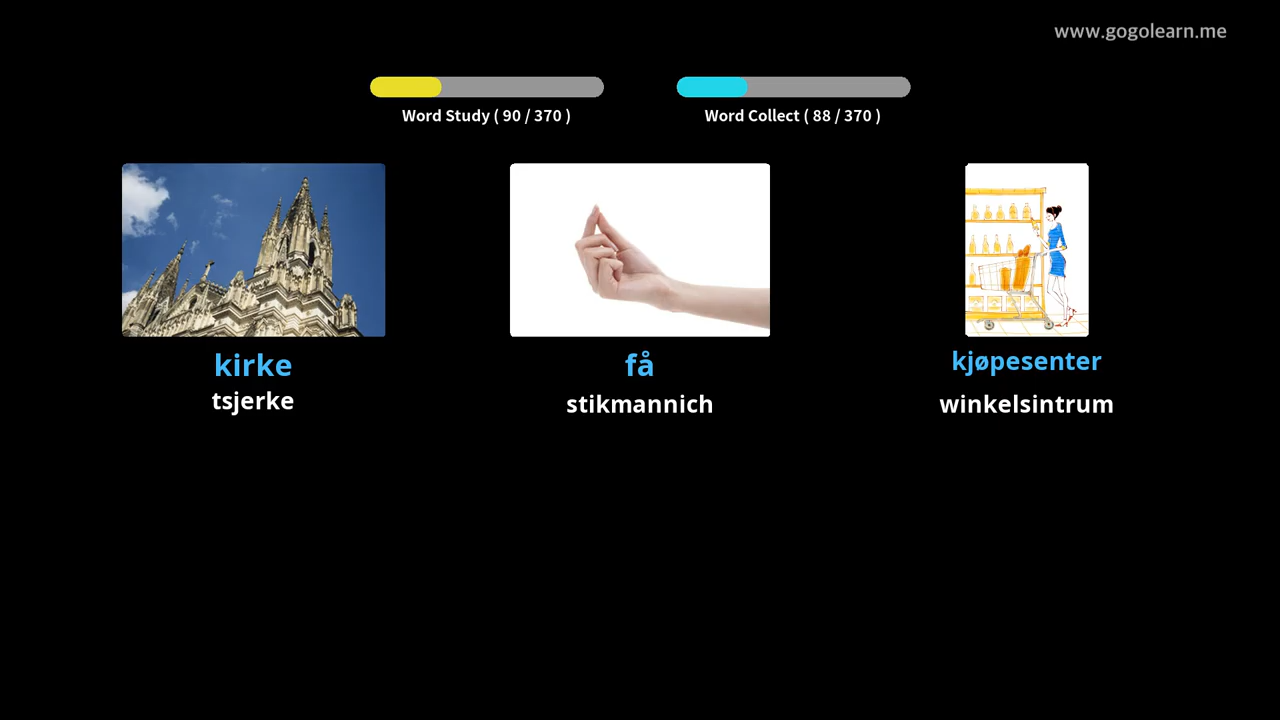 www.gogolearn.me
Word Study ( 90 / 370 )
Word Collect ( 88 / 370 )
kirke
tsjerke
få
stikmannich
kjøpesenter
winkelsintrum